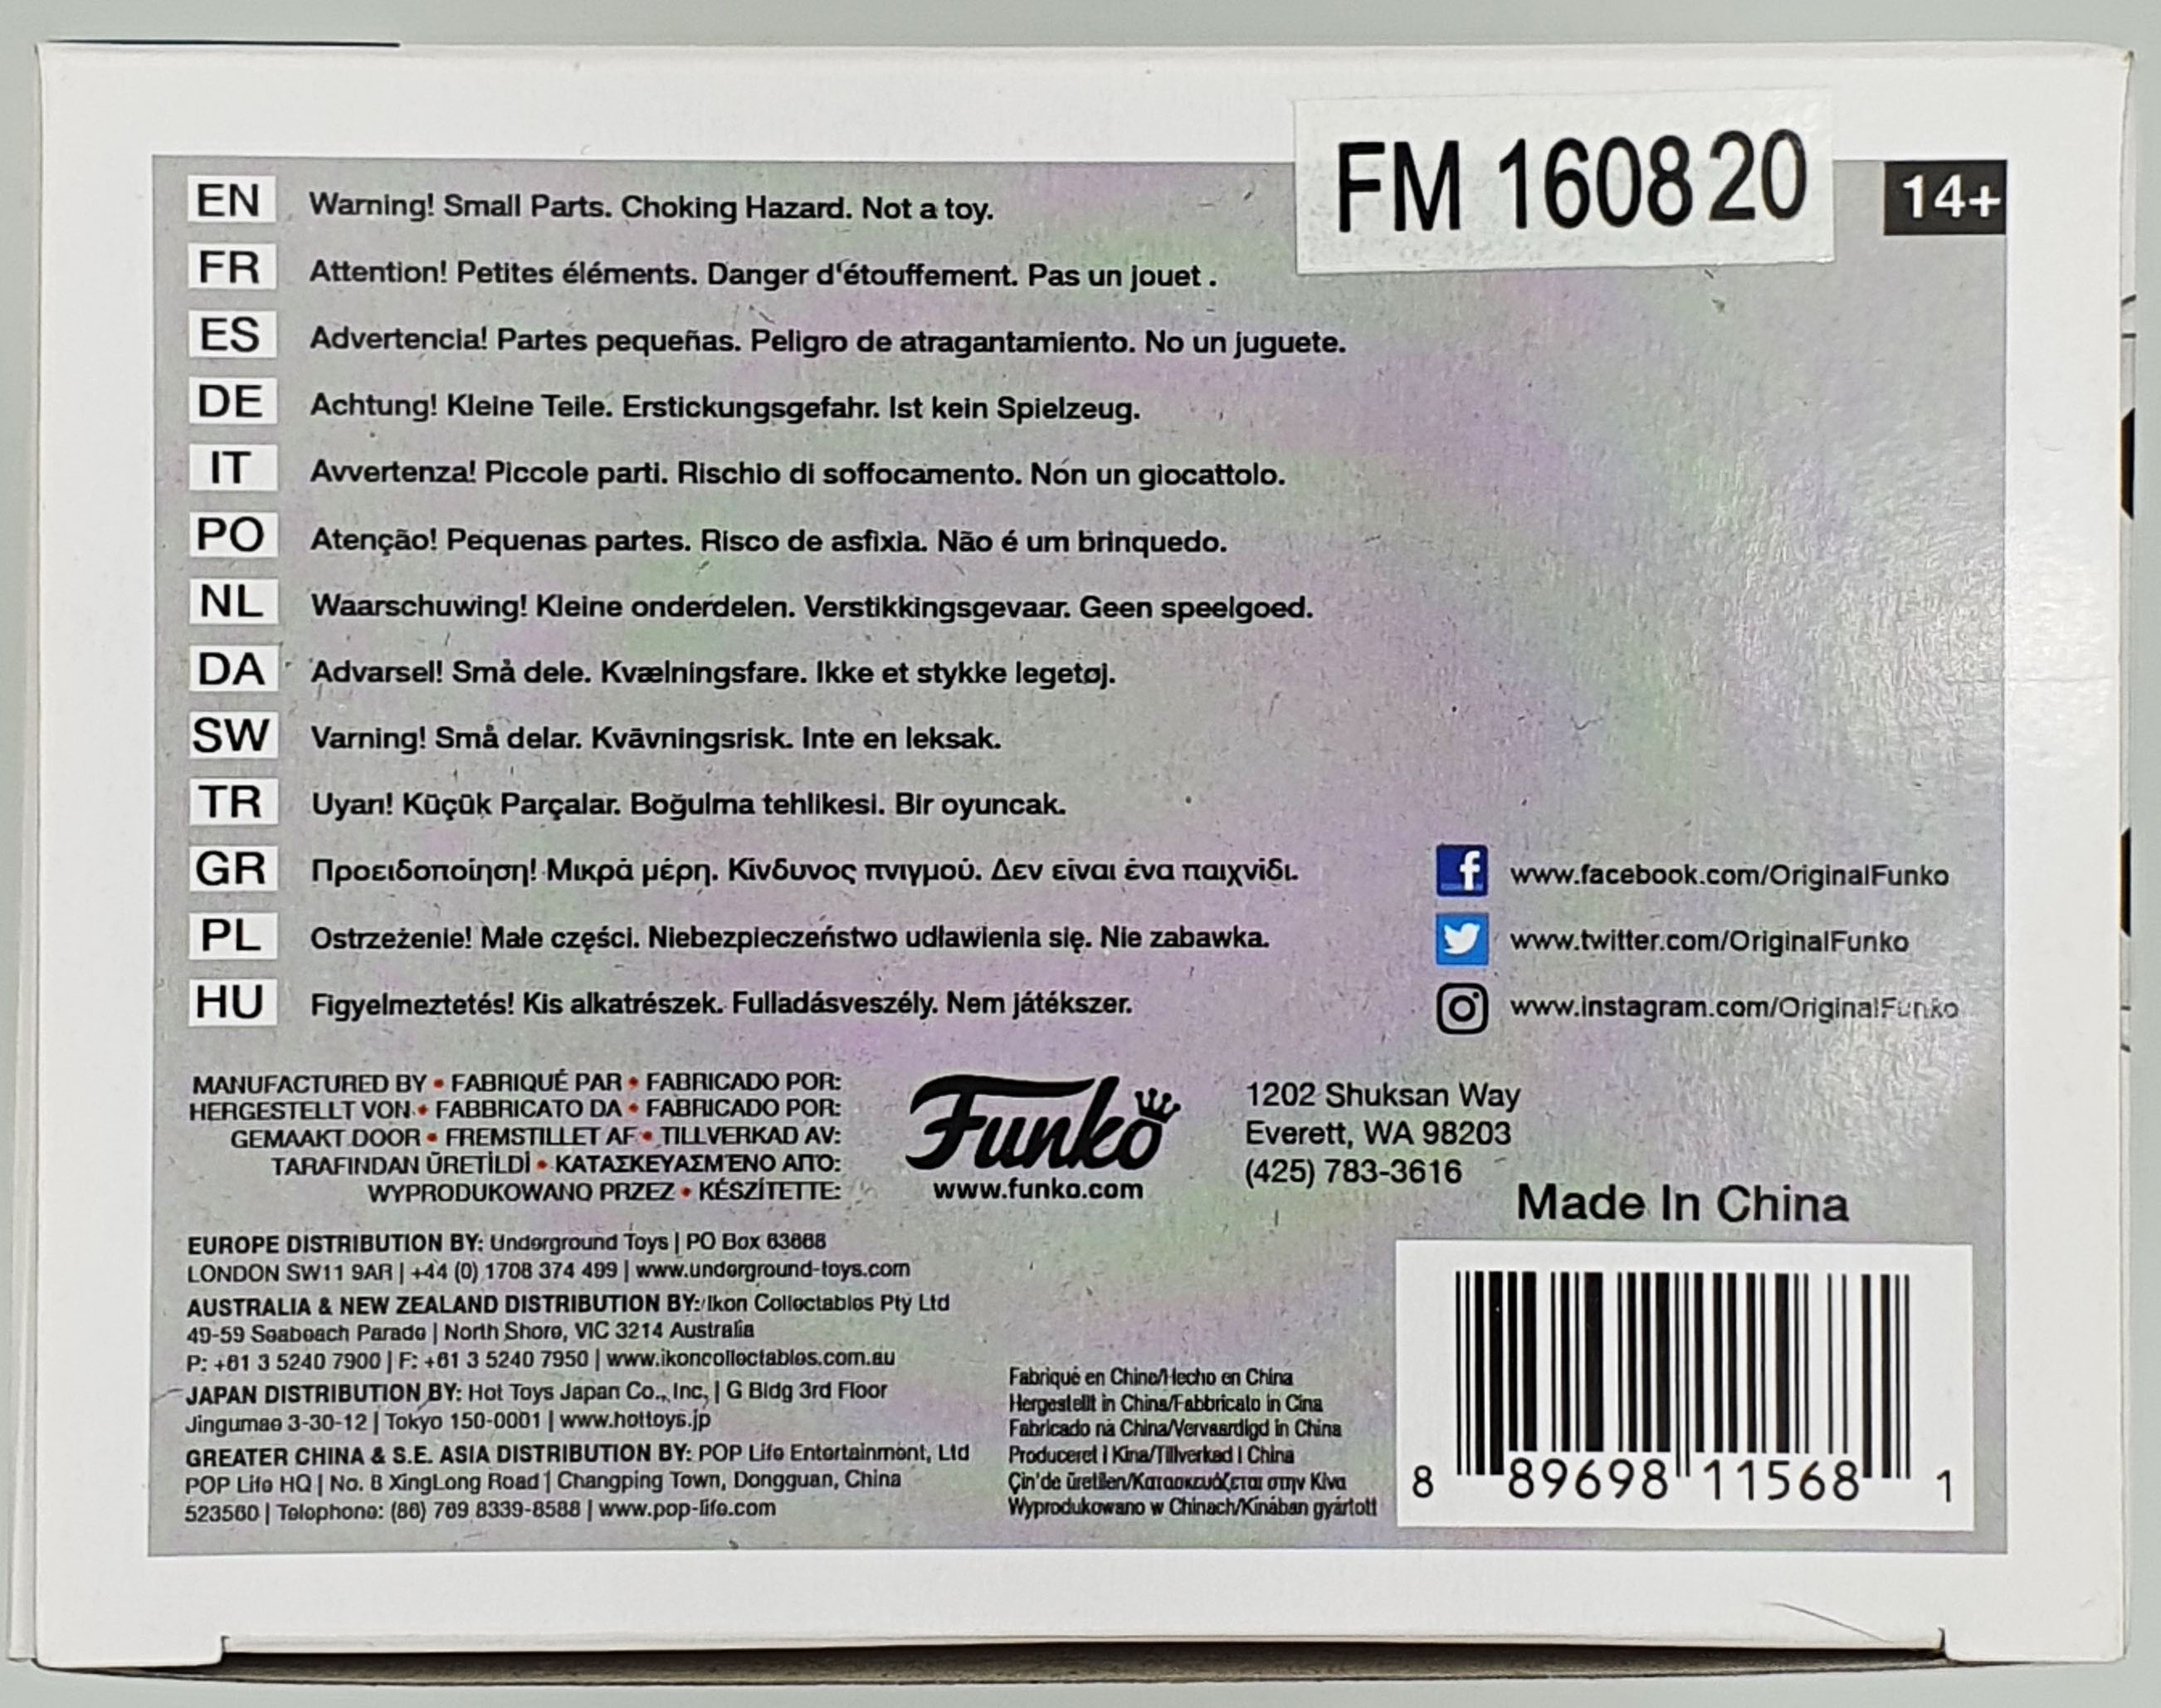 FM 160820
14+
EN Warning! Small Parts. Choking Hazard. Not a toy.
FR Attention! Petites éléments. Danger d'étouffement. Pas un jouet .
ES Advertencia! Partes pequeñas. Peligro de atragantamiento. No un juguete.
DE Achtung! Kleine Teile. Erstickungsgefahr. Ist kein Spielzeug.
IT Avvertenza! Piccole parti. Rischio di soffocamento. Non un giocattolo.
PO Atenção! Pequenas partes. Risco de asfixia. Não é um brinquedo.
NL Waarschuwing! Kleine onderdelen. Verstikkingsgevaar. Geen speelgoed.
DA Advarsel! Små dele. Kvælningsfare. Ikke et stykke legetøj.
SW Varning! Små delar. Kvävningsrisk. Inte en leksak.
TR Uyarı! Küçük Parçalar. Boğulma tehlikesi. Bir oyuncak.
GR Προειδοποίηση! Μικρά μέρη. Κίνδυνος πνιγμού. Δεν είναι ένα παιχνίδι.
PL Ostrzeżenie! Małe części. Niebezpieczeństwo udławienia się. Nie zabawka.
HU Figyelmeztetés! Kis alkatrészek. Fulladásveszély. Nem játékszer.
www.facebook.com/OriginalFunko
www.twitter.com/OriginalFunko
www.instagram.com/OriginalFunko
MANUFACTURED BY • FABRIQUÉ PAR • FABRICADO POR:
HERGESTELLT VON • FABBRICATO DA • FABRICADO POR:
GEMAAKT DOOR • FREMSTILLET AF • TILLVERKAD AV:
TARAFINDAN ÜRETİLDİ • ΚΑΤΑΣΚΕΥΑΣΜΈΝΟ ΑΠΌ:
WYPRODUKOWANO PRZEZ • KÉSZÍTETTE:
Funko
www.funko.com
1202 Shuksan Way
Everett, WA 98203
(425) 783-3616
Made In China
EUROPE DISTRIBUTION BY: Underground Toys | PO Box 63668
LONDON SW11 9AR | +44 (0) 1708 374 499 | www.underground-toys.com
AUSTRALIA & NEW ZEALAND DISTRIBUTION BY: Ikon Collectables Pty Ltd
49-59 Seabeach Parade | North Shore, VIC 3214 Australia
P: +61 3 5240 7900 | F: +61 3 5240 7950 | www.ikoncollectables.com.au
JAPAN DISTRIBUTION BY: Hot Toys Japan Co., Inc, | G Bldg 3rd Floor
Jingumae 3-30-12 | Tokyo 150-0001 | www.hottoys.jp
GREATER CHINA & S.E. ASIA DISTRIBUTION BY: POP Life Entertainment, Ltd
POP Life HQ | No. 8 XingLong Road | Changping Town, Dongguan, China
523560 | Telephone: (86) 769 8339-8588 | www.pop-life.com
Fabriqué en Chine/Hecho en China
Hergestellt in China/Fabbricato in Cina
Fabricado na China/Vervaardigd in China
Produceret i Kina/Tillverkad i China
Çin'de üretilen/Κατασκευάζεται στην Κίνα
Wyprodukowano w Chinach/Kínában gyártott
8 89698 11568 1